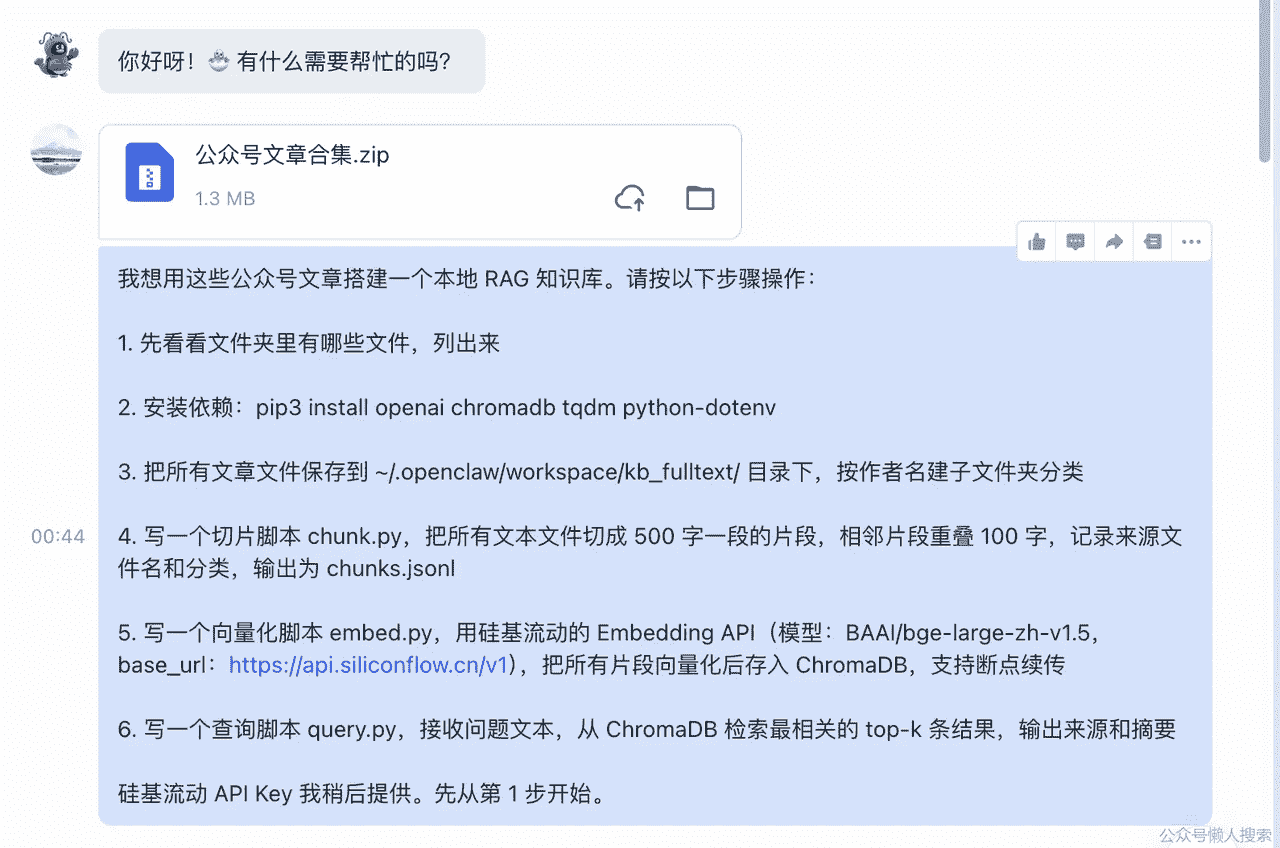 你好呀！🐣 有什么需要帮忙的吗？
公众号文章合集.zip
1.3 MB
我想用这些公众号文章搭建一个本地 RAG 知识库。请按以下步骤操作：
1. 先看看文件夹里有哪些文件，列出来
2. 安装依赖：pip3 install openai chromadb tqdm python-dotenv
3. 把所有文章文件保存到 ~/.openclaw/workspace/kb_fulltext/ 目录下，按作者名建子文件夹分类
00:44
4. 写一个切片脚本 chunk.py，把所有文本文件切成 500 字一段的片段，相邻片段重叠 100 字，记录来源文
件名和分类，输出为 chunks.jsonl
5. 写一个向量化脚本 embed.py，用硅基流动的 Embedding API（模型：BAAI/bge-large-zh-v1.5，
base_url：https://api.siliconflow.cn/v1），把所有片段向量化后存入 ChromaDB，支持断点续传
6. 写一个查询脚本 query.py，接收问题文本，从 ChromaDB 检索最相关的 top-k 条结果，输出来源和摘要
硅基流动 API Key 我稍后提供。先从第 1 步开始。
公众号懒人搜索